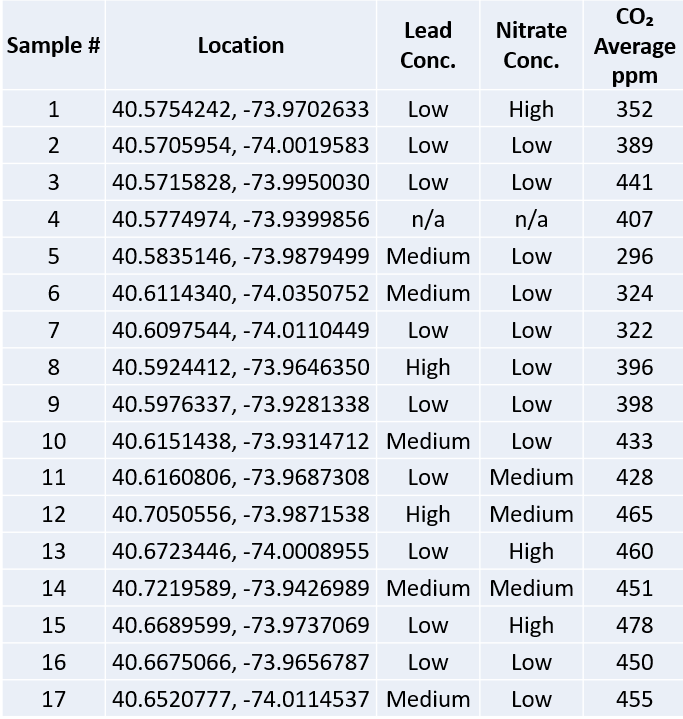 Sample # Location Lead Conc. Nitrate Conc. CO₂ Average ppm
1 40.5754242, -73.9702633 Low High 352
2 40.5705954, -74.0019583 Low Low 389
3 40.5715828, -73.9950030 Low Low 441
4 40.5774974, -73.9399856 n/a n/a 407
5 40.5835146, -73.9879499 Medium Low 296
6 40.6114340, -74.0350752 Medium Low 324
7 40.6097544, -74.0110449 Low Low 322
8 40.5924412, -73.9646350 High Low 396
9 40.5976337, -73.9281338 Low Low 398
10 40.6151438, -73.9314712 Medium Low 433
11 40.6160806, -73.9687308 Low Medium 428
12 40.7050556, -73.9871538 High Medium 465
13 40.6723446, -74.0008955 Low High 460
14 40.7219589, -73.9426989 Medium Medium 451
15 40.6689599, -73.9737069 Low High 478
16 40.6675066, -73.9656787 Low Low 450
17 40.6520777, -74.0114537 Medium Low 455